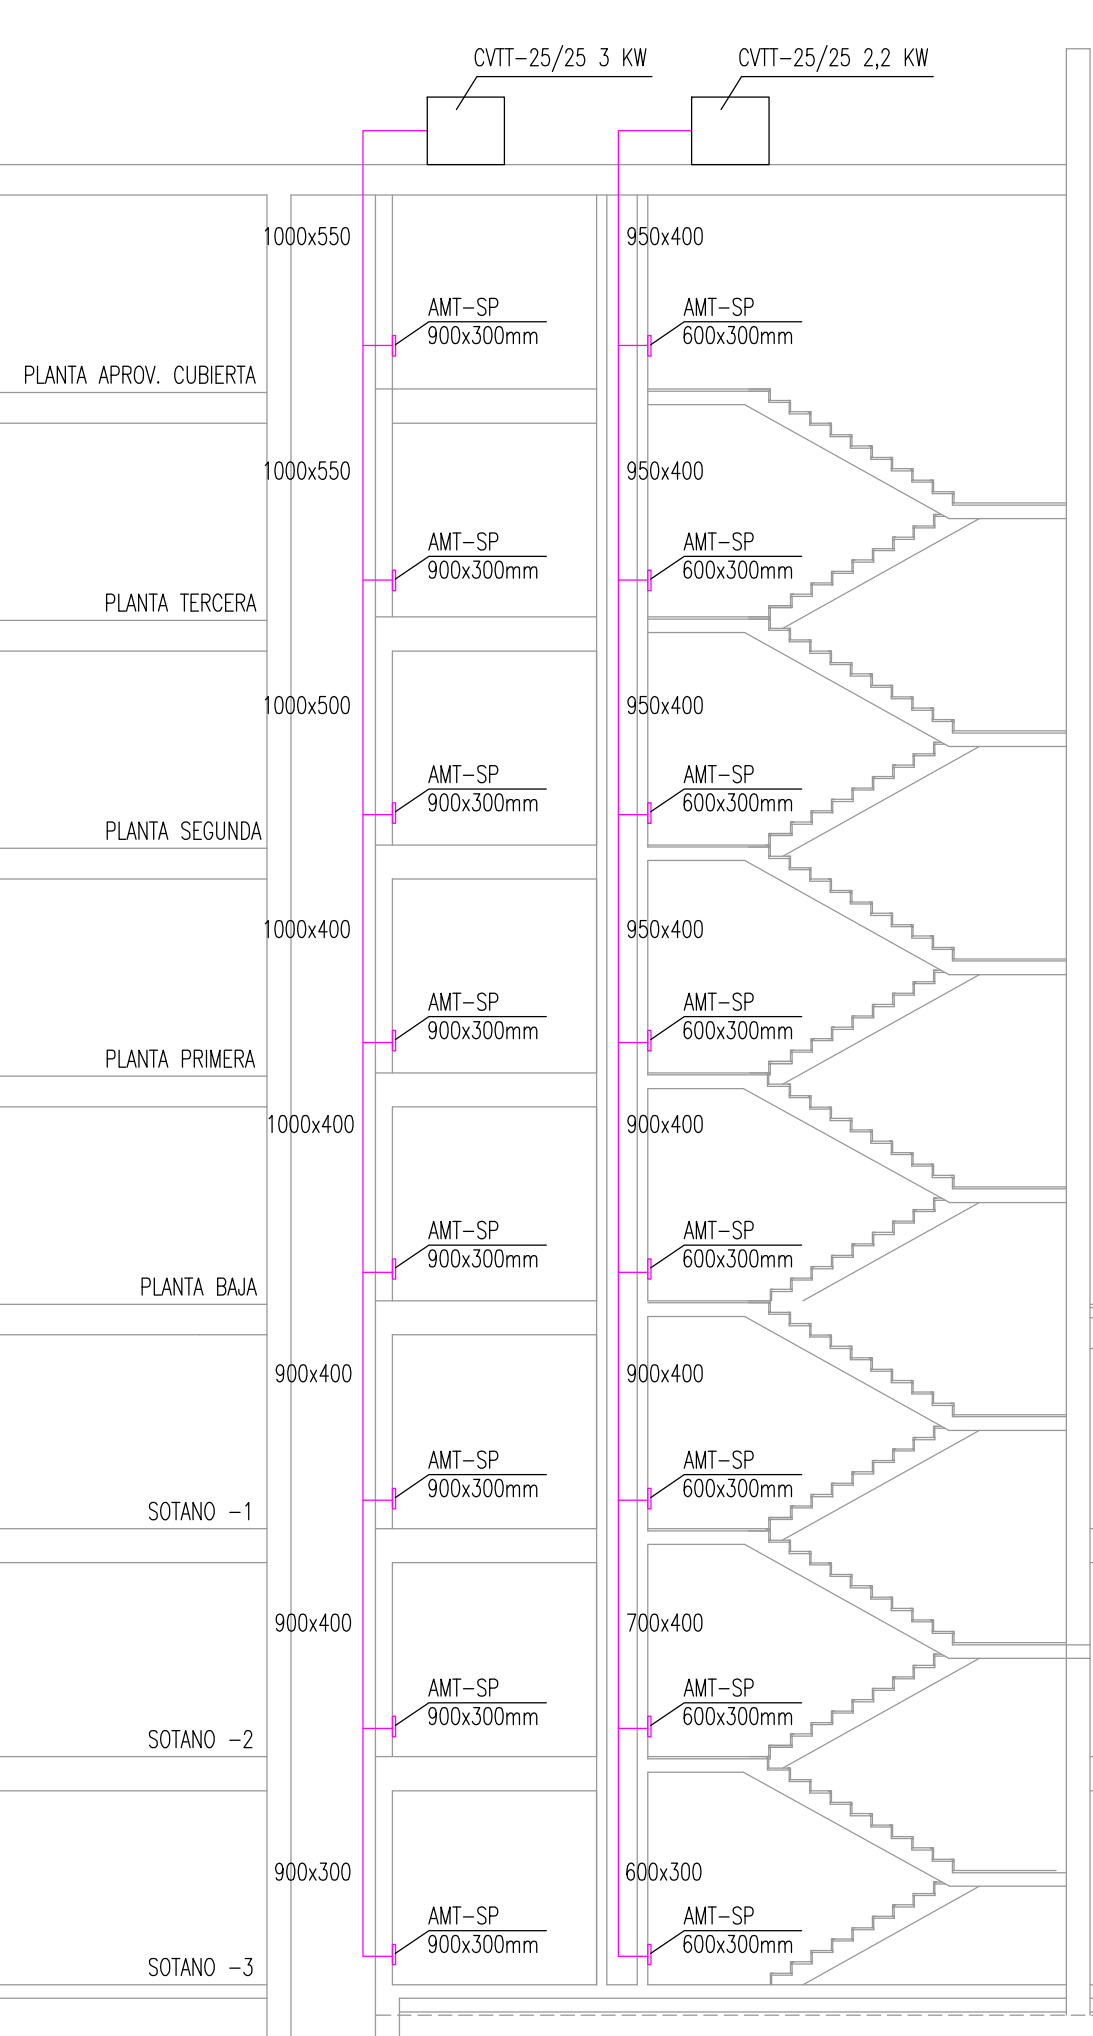 CVTT-25/25 3 KW
CVTT-25/25 2,2 KW
1000x550
950x400
AMT-SP
900x300mm
AMT-SP
600x300mm
PLANTA APROV. CUBIERTA
1000x550
950x400
AMT-SP
900x300mm
AMT-SP
600x300mm
PLANTA TERCERA
1000x500
950x400
AMT-SP
900x300mm
AMT-SP
600x300mm
PLANTA SEGUNDA
1000x400
950x400
AMT-SP
900x300mm
AMT-SP
600x300mm
PLANTA PRIMERA
1000x400
900x400
AMT-SP
900x300mm
AMT-SP
600x300mm
PLANTA BAJA
900x400
900x400
AMT-SP
900x300mm
AMT-SP
600x300mm
SOTANO -1
900x400
700x400
AMT-SP
900x300mm
AMT-SP
600x300mm
SOTANO -2
900x300
600x300
AMT-SP
900x300mm
AMT-SP
600x300mm
SOTANO -3